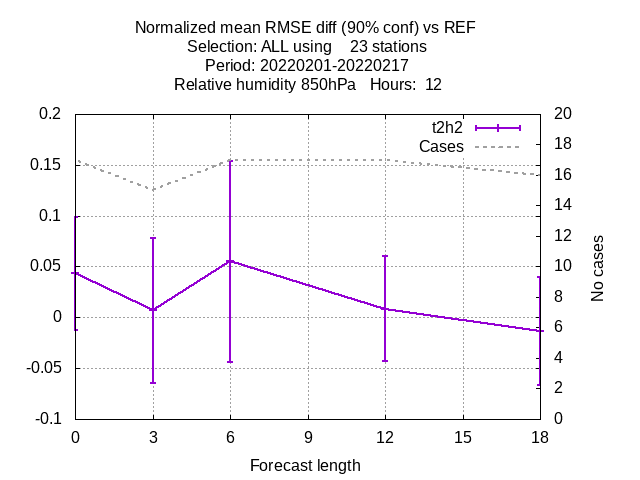 Normalized mean RMSE diff (90% conf) vs REF
Selection: ALL using    23 stations
Period: 20220201-20220217
Relative humidity 850hPa   Hours:  12
t2h2
Cases
0.2
0.15
0.1
0.05
0
-0.05
-0.1
20
18
16
14
12
10
8
6
4
2
0
No cases
0 3 6 9 12 15 18
Forecast length